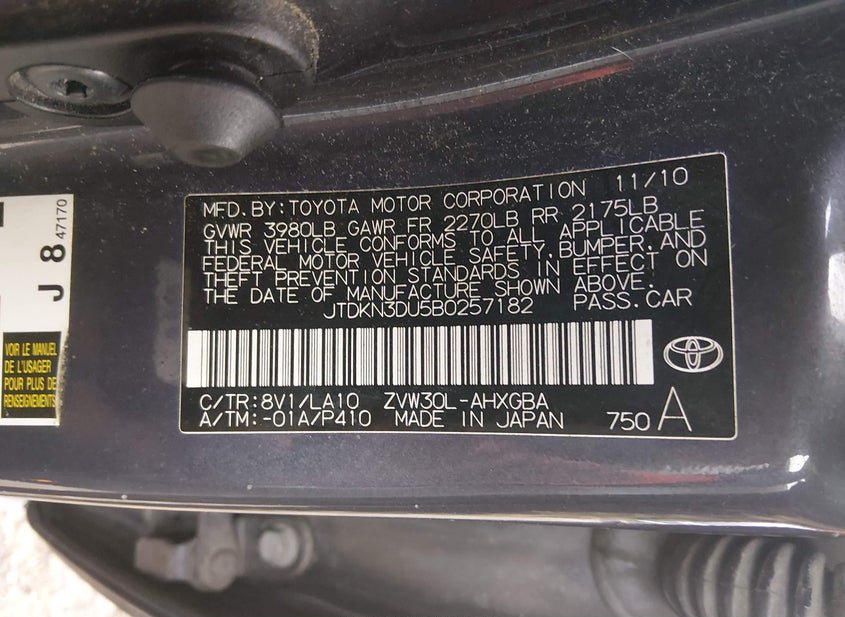 MFD.BY:TOYOTA MOTOR CORPORATION 11/10
GVWR 3980LB GAWR FR 2270LB RR 2175LB
THIS VEHICLE CONFORMS TO ALL APPLICABLE
FEDERAL MOTOR VEHICLE SAFETY,BUMPER,AND
THEFT PREVENTION STANDARDS IN EFFECT ON
THE DATE OF MANUFACTURE SHOWN ABOVE.
JTDKN3DU5B0257182 PASS.CAR
C/TR:8V1/LA10 ZVW30L-AHXGBA
A/TM:-01A/P410 MADE IN JAPAN 750 A
J 8 47170
VOIR LE MANUEL
DE L'USAGER
POUR PLUS DE
RENSEIGNEMENTS